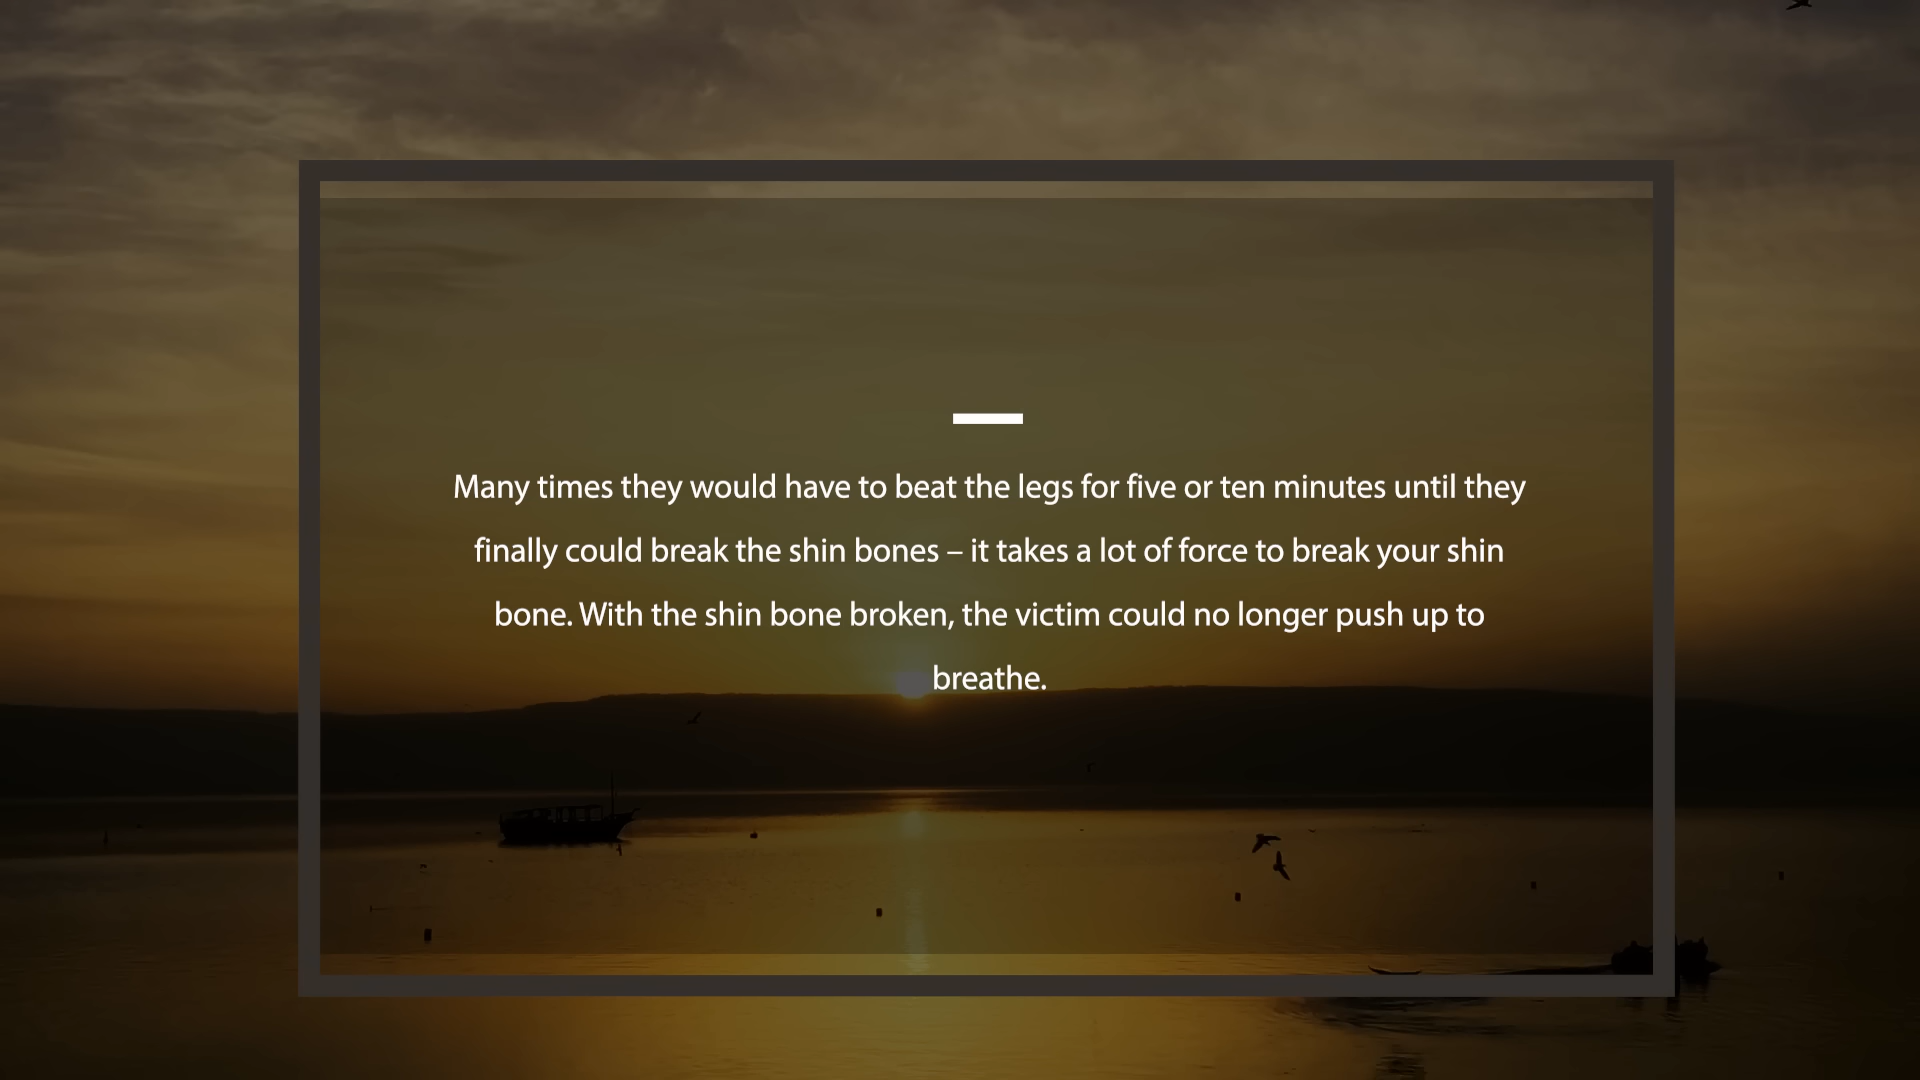 Many times they would have to beat the legs for five or ten minutes until they
finally could break the shin bones – it takes a lot of force to break your shin
bone. With the shin bone broken, the victim could no longer push up to
breathe.